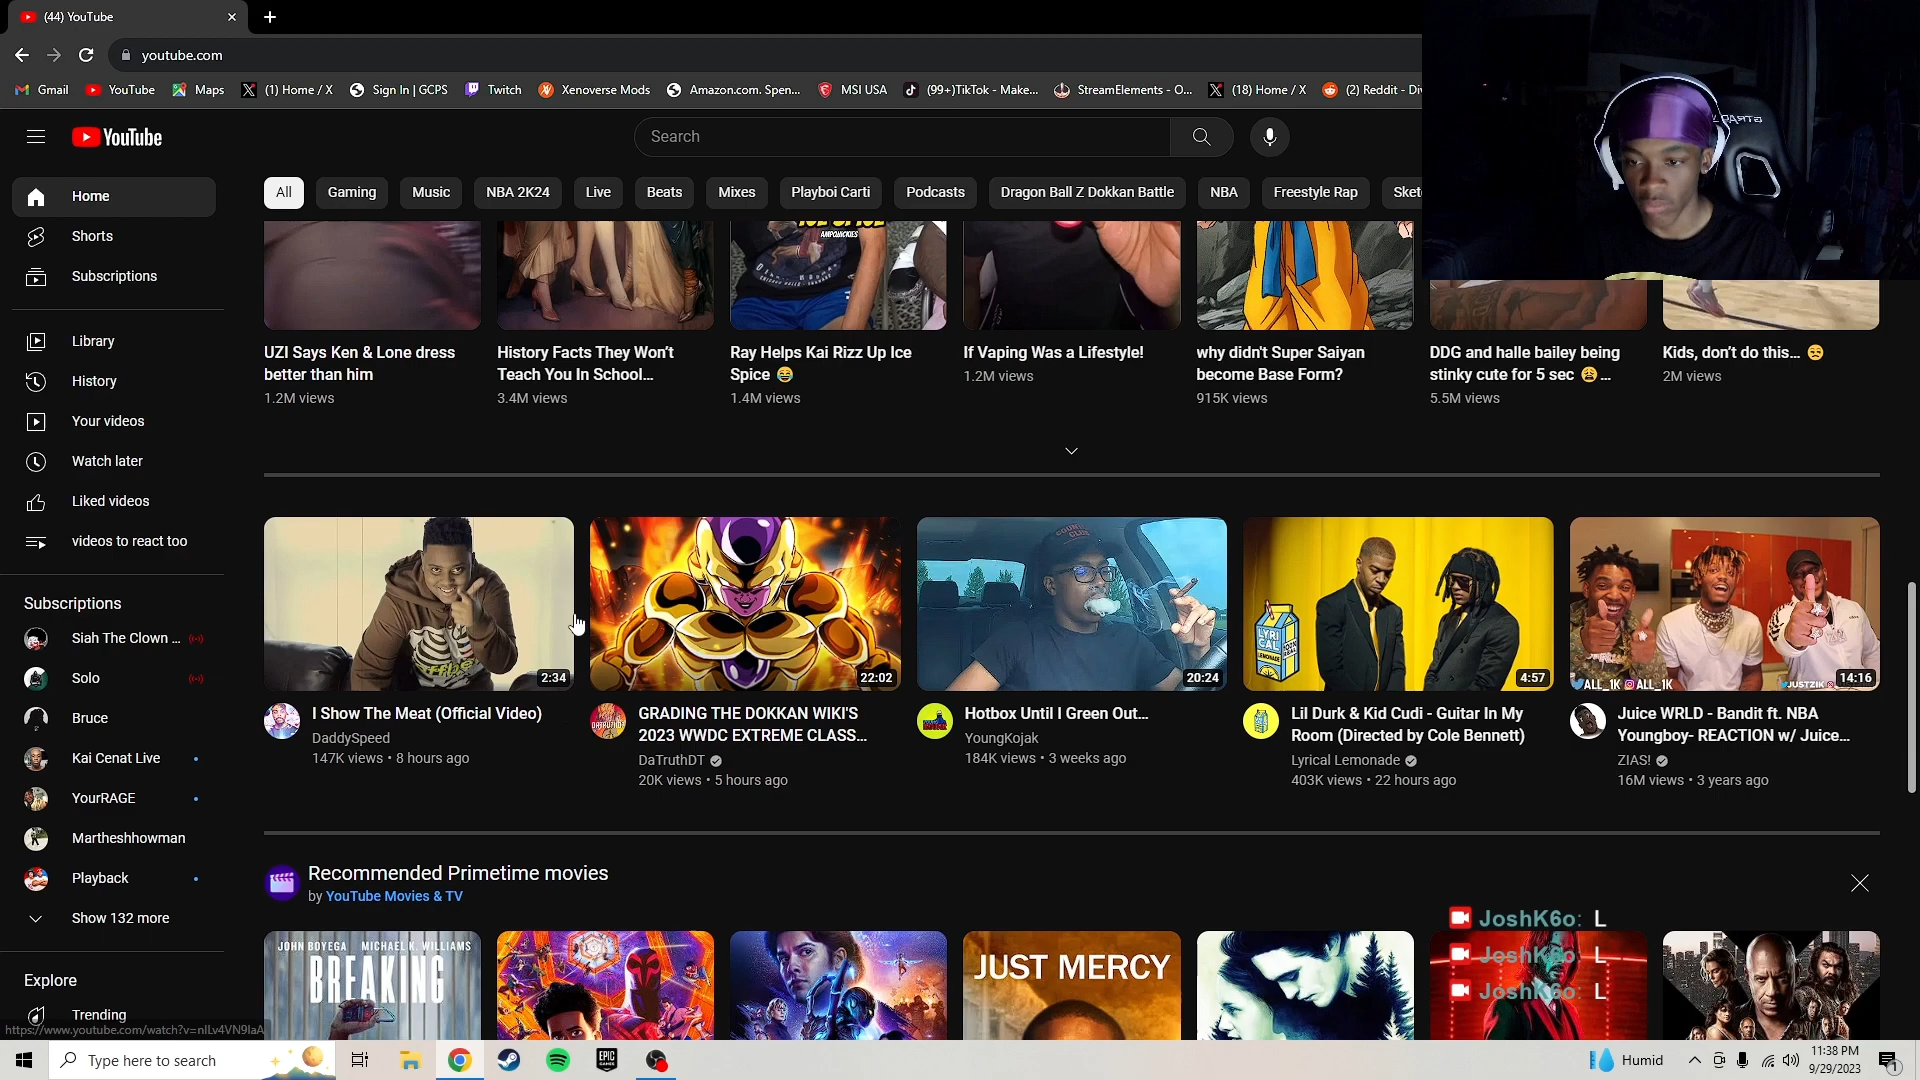 (44) YouTube
youtube.com
Gmail YouTube Maps (1) Home / X Sign In | GCPS Twitch Xenoverse Mods Amazon.com. Spen... MSI USA (99+)TikTok - Make... StreamElements - O... (18) Home / X (2) Reddit - Div
YouTube
Search
Home
Shorts
Subscriptions
Library
History
Your videos
Watch later
Liked videos
videos to react too
Subscriptions
Siah The Clown ...
Solo
Bruce
Kai Cenat Live
YourRAGE
Martheshhowman
Playback
Show 132 more
Explore
Trending
All Gaming Music NBA 2K24 Live Beats Mixes Playboi Carti Podcasts Dragon Ball Z Dokkan Battle NBA Freestyle Rap Sket
AMPQUICKIES
UZI Says Ken & Lone dress
better than him
1.2M views
History Facts They Won't
Teach You In School...
3.4M views
Ray Helps Kai Rizz Up Ice
Spice 😂
1.4M views
If Vaping Was a Lifestyle!
1.2M views
why didn't Super Saiyan
become Base Form?
915K views
DDG and halle bailey being
stinky cute for 5 sec 😩...
5.5M views
Kids, don't do this... 😔
2M views
2:34
I Show The Meat (Official Video)
DaddySpeed
147K views • 8 hours ago
22:02
GRADING THE DOKKAN WIKI'S
2023 WWDC EXTREME CLASS...
DaTruthDT
20K views • 5 hours ago
20:24
Hotbox Until I Green Out...
YoungKojak
184K views • 3 weeks ago
LYRI
CAL
LEMONADE
4:57
Lil Durk & Kid Cudi - Guitar In My
Room (Directed by Cole Bennett)
Lyrical Lemonade
403K views • 22 hours ago
ALL_1K ALL_1K
14:16
Juice WRLD - Bandit ft. NBA
Youngboy- REACTION w/ Juice...
ZIAS!
16M views • 3 years ago
Recommended Primetime movies
by YouTube Movies & TV
JOHN BOYEGA MICHAEL K. WILLIAMS
BREAKING
JUST MERCY
JoshK6o: L
JoshK6o: L
JoshK6o: L
Type here to search
Humid
11:38 PM
9/29/2023